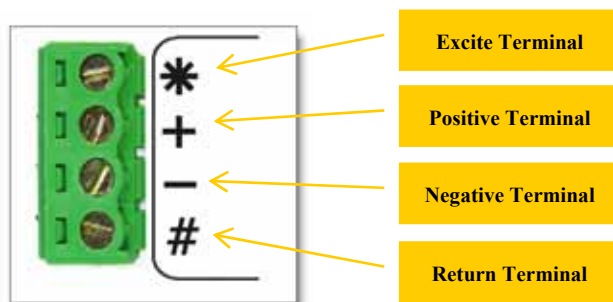 *
Excite Terminal
+
Positive Terminal
−
Negative Terminal
#
Return Terminal